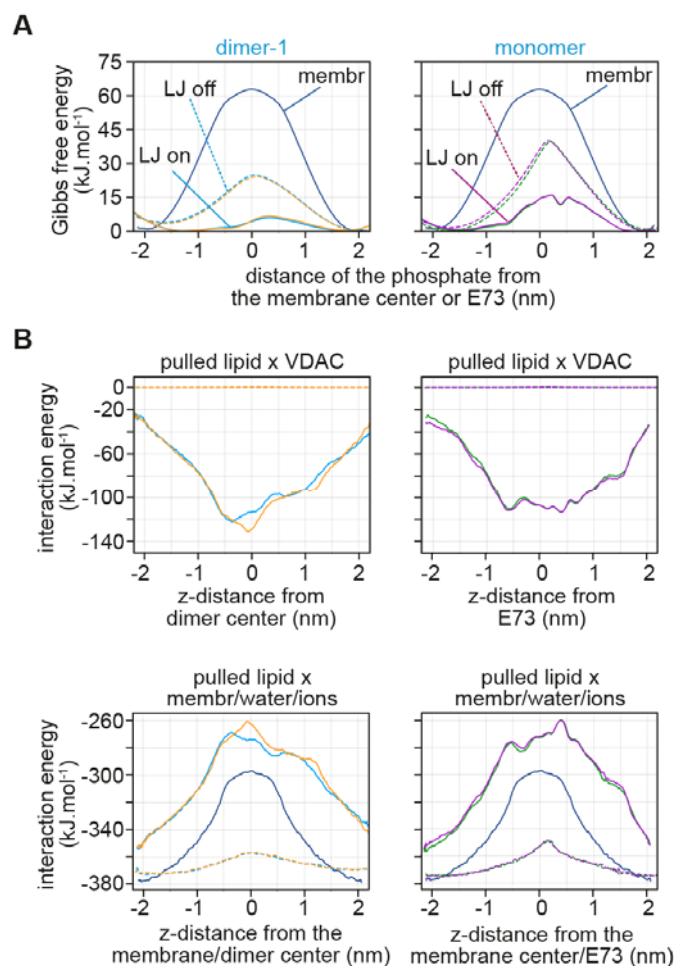 A
dimer-1
monomer
Gibbs free energy
(kJ.mol-1)
75
60
45
30
15
0
LJ off
membr
LJ on
LJ off
membr
LJ on
-2 -1 0 1 2
-2 -1 0 1 2
distance of the phosphate from
the membrane center or E73 (nm)
B
pulled lipid x VDAC
pulled lipid x VDAC
interaction energy
(kJ.mol-1)
0
-20
-60
-100
-140
-2 -1 0 1 2
-2 -1 0 1 2
z-distance from
dimer center (nm)
z-distance from
E73 (nm)
pulled lipid x
membr/water/ions
pulled lipid x
membr/water/ions
interaction energy
(kJ.mol-1)
-260
-300
-340
-380
-2 -1 0 1 2
-2 -1 0 1 2
z-distance from the
membrane/dimer center (nm)
z-distance from the
membrane center/E73 (nm)